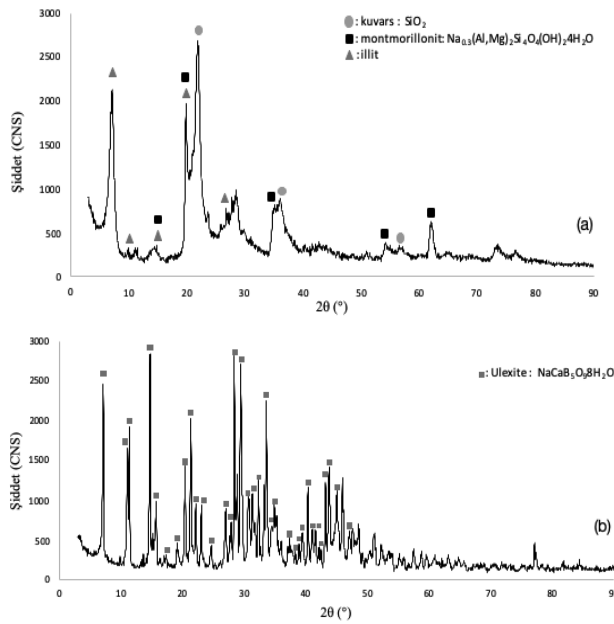 : kuvars : SiO₂
: montmorillonit: Na₀.₃(Al,Mg)₂Si₄O₄(OH)₂4H₂O
: illit
Şiddet (CNS)
3000
2500
2000
1500
1000
500
0
(a)
0 10 20 30 40 50 60 70 80 90
2θ (°)
: Ulexite : NaCaB₅O₉8H₂O
Şiddet (CNS)
3000
2500
2000
1500
1000
500
0
(b)
0 10 20 30 40 50 60 70 80 90
2θ (°)